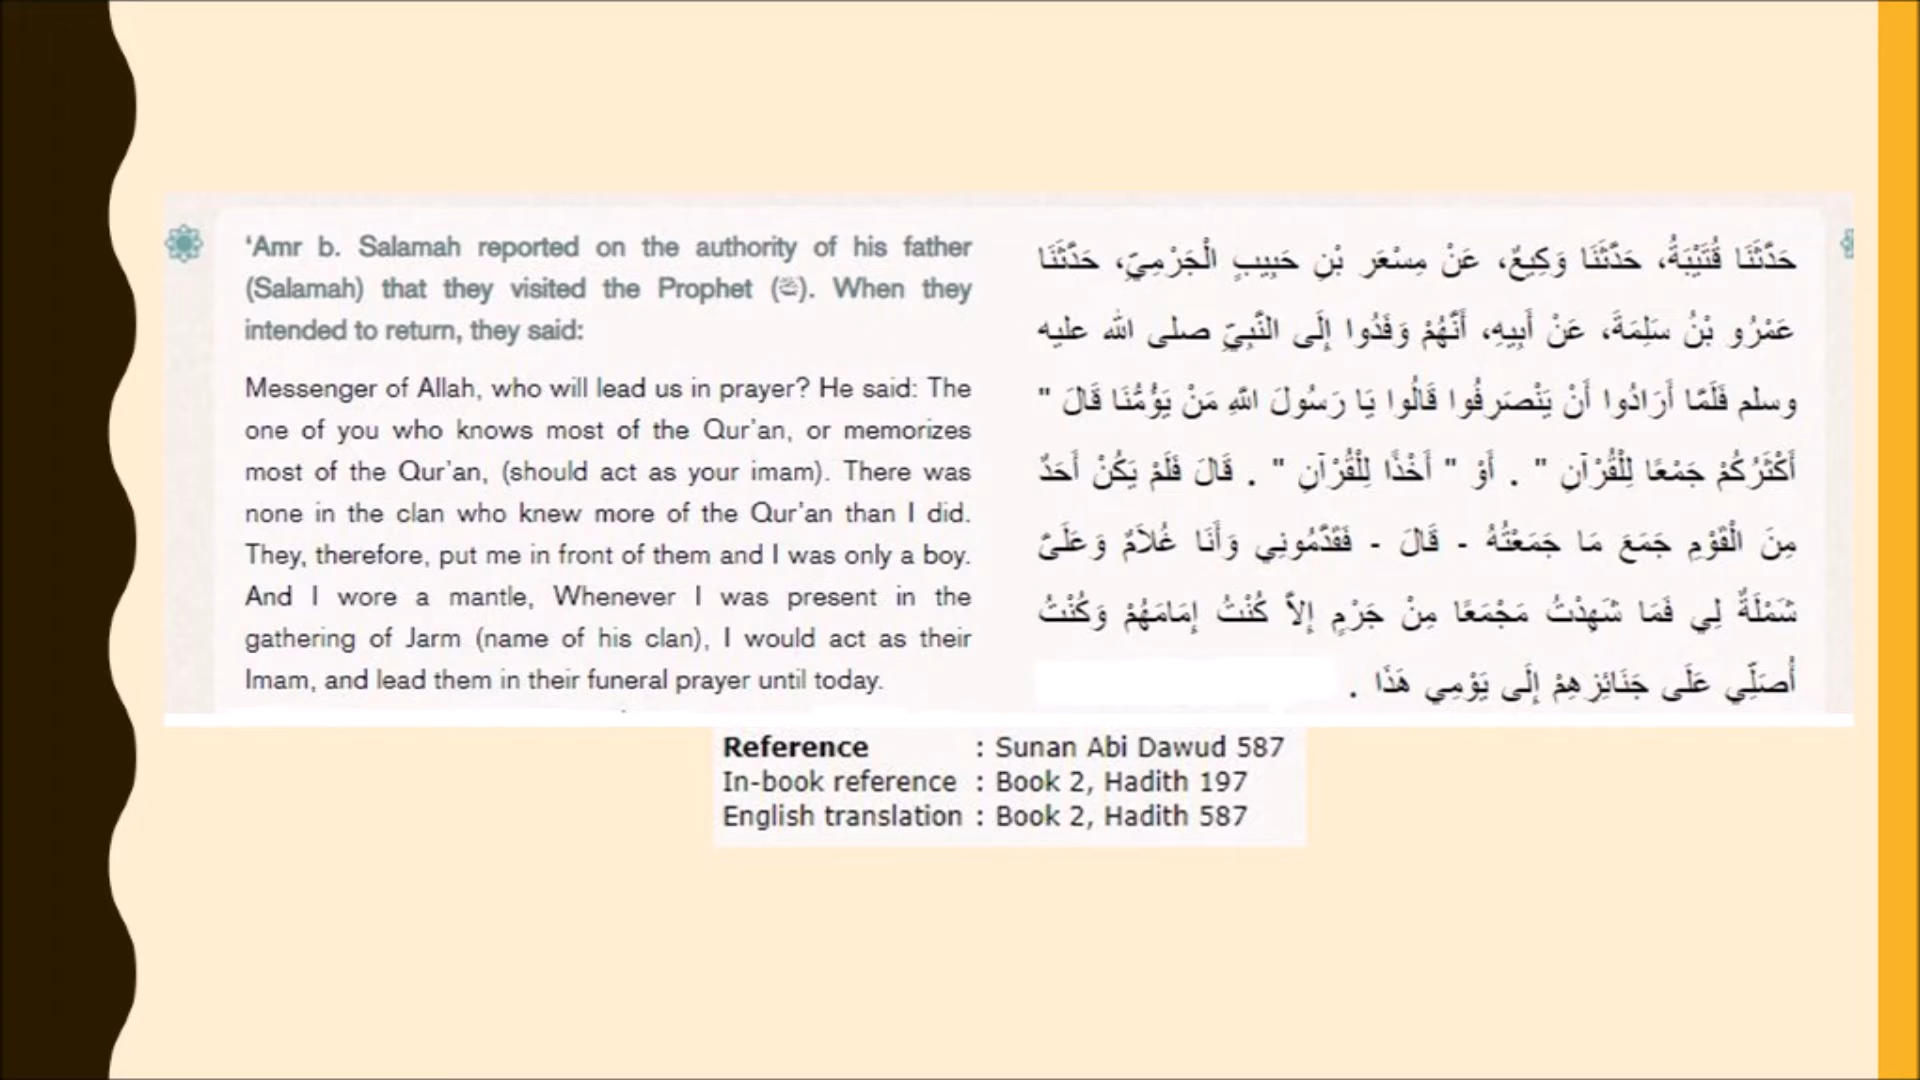 ‘Amr b. Salamah reported on the authority of his father
(Salamah) that they visited the Prophet (ﷺ). When they
intended to return, they said:
Messenger of Allah, who will lead us in prayer? He said: The
one of you who knows most of the Qur’an, or memorizes
most of the Qur’an, (should act as your imam). There was
none in the clan who knew more of the Qur’an than I did.
They, therefore, put me in front of them and I was only a boy.
And I wore a mantle, Whenever I was present in the
gathering of Jarm (name of his clan), I would act as their
Imam, and lead them in their funeral prayer until today.
حَدَّثَنَا قُتَيْبَةُ، حَدَّثَنَا وَكِيعٌ، عَنْ مِسْعَرِ بْنِ حَبِيبٍ الْجَرْمِيِّ، حَدَّثَنَا
عَمْرُو بْنُ سَلِمَةَ، عَنْ أَبِيهِ، أَنَّهُمْ وَفَدُوا إِلَى النَّبِيِّ صلى الله عليه
وسلم فَلَمَّا أَرَادُوا أَنْ يَنْصَرِفُوا قَالُوا يَا رَسُولَ اللَّهِ مَنْ يَؤُمُّنَا قَالَ "
أَكْثَرُكُمْ جَمْعًا لِلْقُرْآنِ " . أَوْ " أَخْذًا لِلْقُرْآنِ " . قَالَ فَلَمْ يَكُنْ أَحَدٌ
مِنَ الْقَوْمِ جَمَعَ مَا جَمَعْتُهُ - قَالَ - فَقَدَّمُونِي وَأَنَا غُلاَمٌ وَعَلَىَّ
شَمْلَةٌ لِي فَمَا شَهِدْتُ مَجْمَعًا مِنْ جَرْمٍ إِلاَّ كُنْتُ إِمَامَهُمْ وَكُنْتُ
أُصَلِّي عَلَى جَنَائِزِهِمْ إِلَى يَوْمِي هَذَا .
Reference : Sunan Abi Dawud 587
In-book reference : Book 2, Hadith 197
English translation : Book 2, Hadith 587